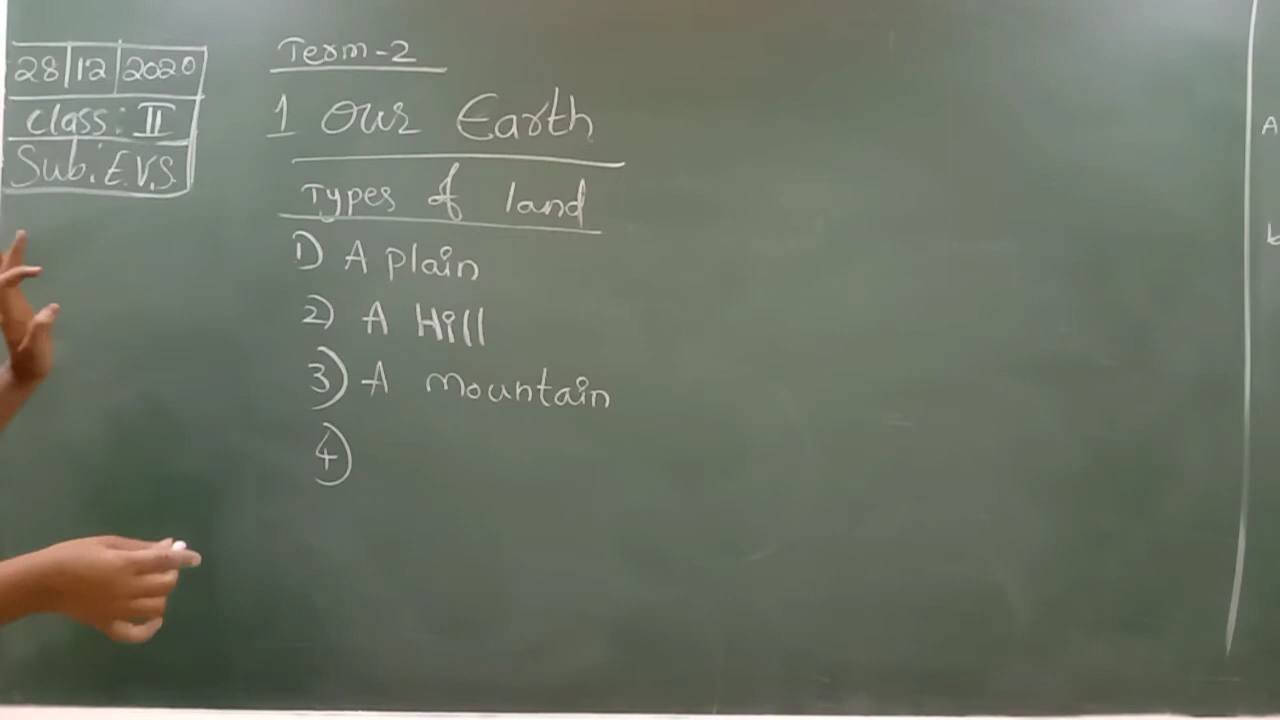 28|12|2020
Class: II
Sub: E.V.S.
Term-2
1 Our Earth
Types of land
1) A plain
2) A Hill
3) A mountain
4)
A